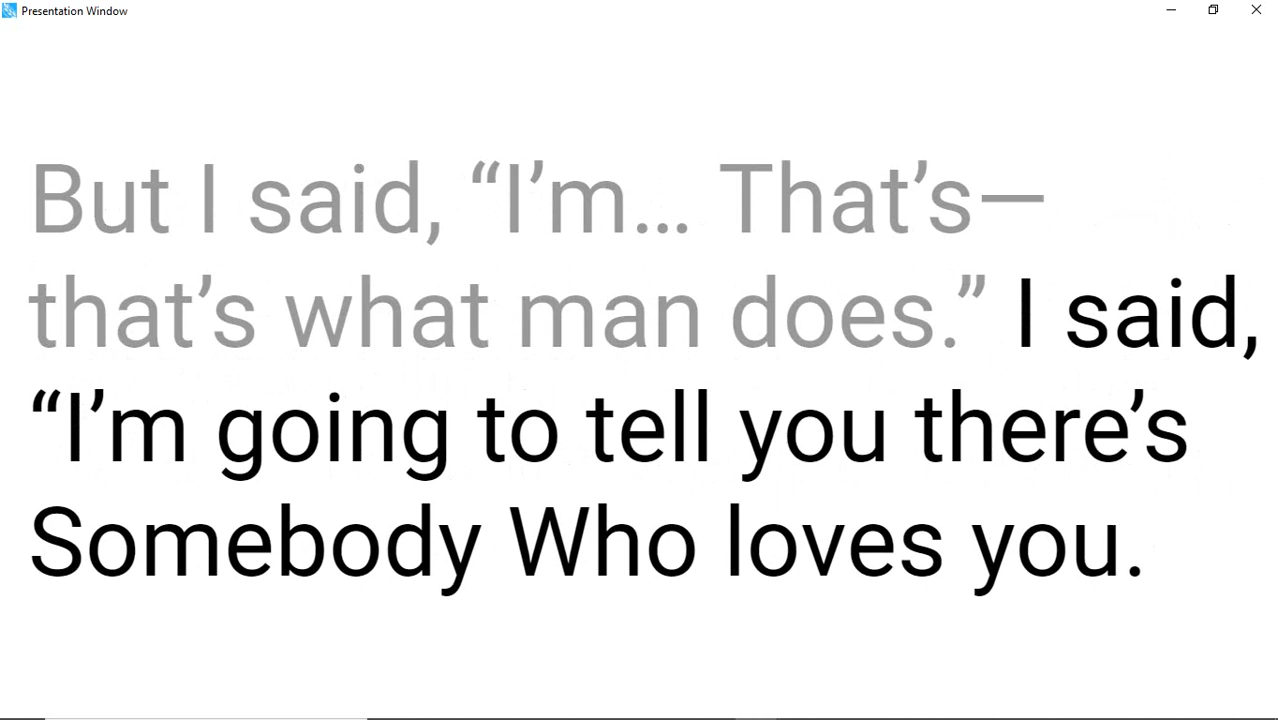 Presentation Window
But I said, “I’m... That’s—
that’s what man does.” I said,
“I’m going to tell you there’s
Somebody Who loves you.